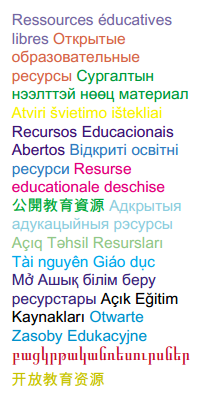 Ressources éducatives
libres Открытые
образовательные
ресурсы Сургалтын
нээлттэй нөөц материал
Atviri švietimo ištekliai
Recursos Educacionais
Abertos Відкриті освітні
ресурси Resurse
educationale deschise
公開教育資源 Адкрытыя
адукацыйныя рэсурсы
Açıq Təhsil Resursları
Tài nguyên Giáo dục
Mở Ашық білім беру
ресурстары Açık Eğitim
Kaynakları Otwarte
Zasoby Edukacyjne
բացկրթականռեսուրսներ
开放教育资源